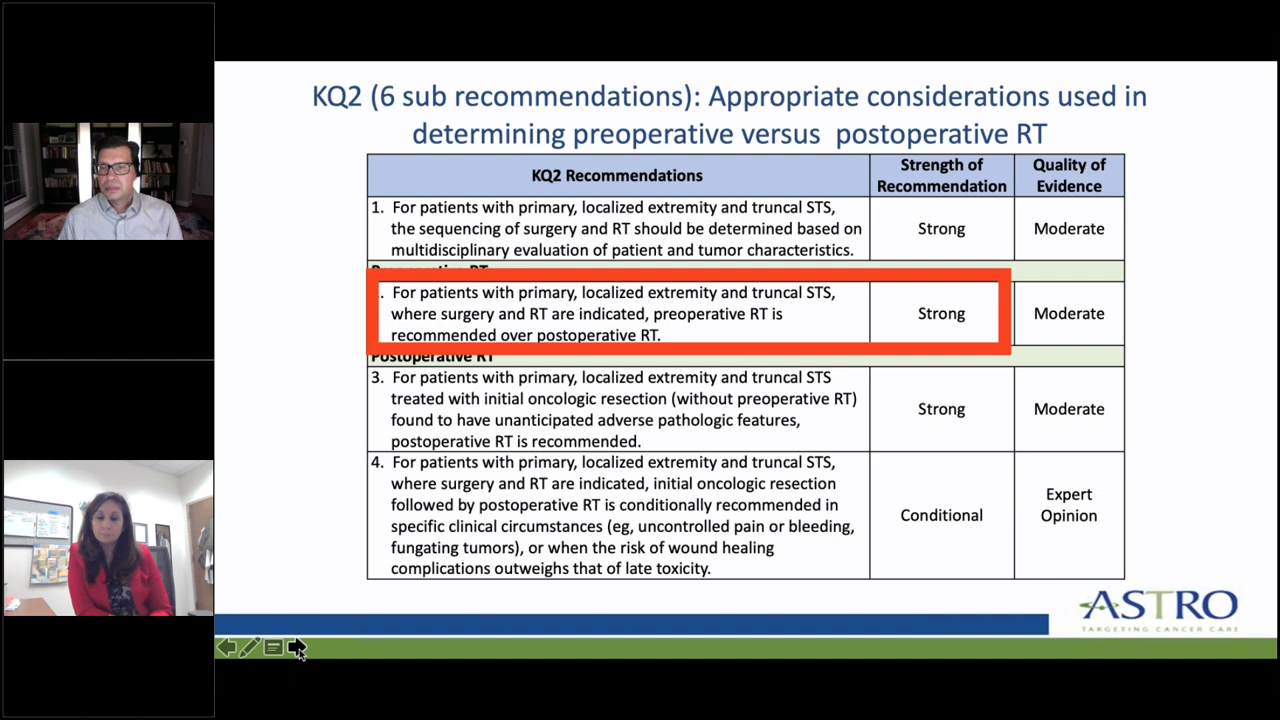 KQ2 (6 sub recommendations): Appropriate considerations used in
determining preoperative versus postoperative RT
KQ2 Recommendations
Strength of
Recommendation
Quality of
Evidence
1. For patients with primary, localized extremity and truncal STS,
the sequencing of surgery and RT should be determined based on
multidisciplinary evaluation of patient and tumor characteristics.
Strong
Moderate
Preoperative RT
. For patients with primary, localized extremity and truncal STS,
where surgery and RT are indicated, preoperative RT is
recommended over postoperative RT.
Strong
Moderate
Postoperative RT
3. For patients with primary, localized extremity and truncal STS
treated with initial oncologic resection (without preoperative RT)
found to have unanticipated adverse pathologic features,
postoperative RT is recommended.
Strong
Moderate
4. For patients with primary, localized extremity and truncal STS,
where surgery and RT are indicated, initial oncologic resection
followed by postoperative RT is conditionally recommended in
specific clinical circumstances (eg, uncontrolled pain or bleeding,
fungating tumors), or when the risk of wound healing
complications outweighs that of late toxicity.
Conditional
Expert
Opinion
ASTRO
TARGETING CANCER CARE